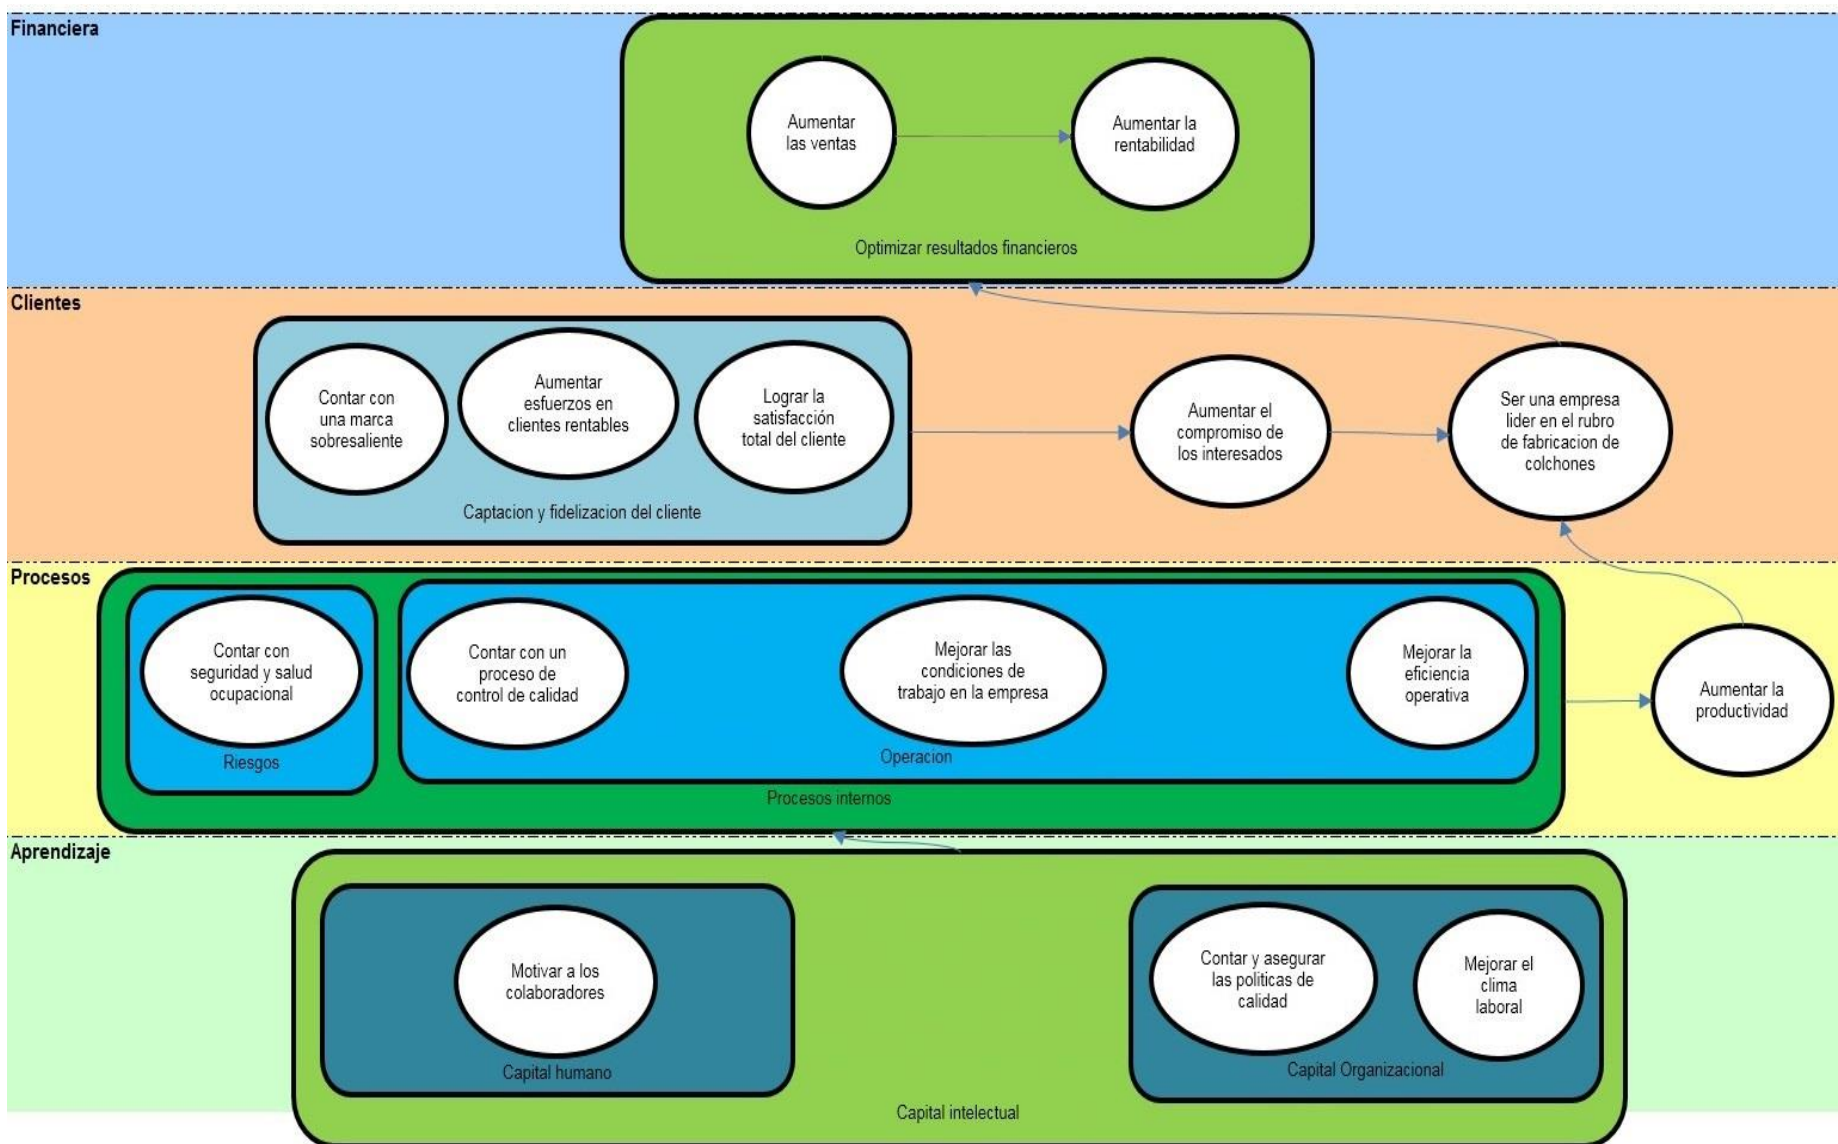 Financiera
Aumentar
las ventas
Aumentar la
rentabilidad
Optimizar resultados financieros
Clientes
Contar con
una marca
sobresaliente
Aumentar
esfuerzos en
clientes rentables
Lograr la
satisfacción
total del cliente
Captacion y fidelizacion del cliente
Aumentar el
compromiso de
los interesados
Ser una empresa
lider en el rubro
de fabricacion de
colchones
Procesos
Contar con
seguridad y salud
ocupacional
Riesgos
Contar con un
proceso de
control de calidad
Mejorar las
condiciones de
trabajo en la empresa
Mejorar la
eficiencia
operativa
Operacion
Procesos internos
Aumentar la
productividad
Aprendizaje
Motivar a los
colaboradores
Capital humano
Contar y asegurar
las politicas de
calidad
Mejorar el
clima
laboral
Capital Organizacional
Capital intelectual